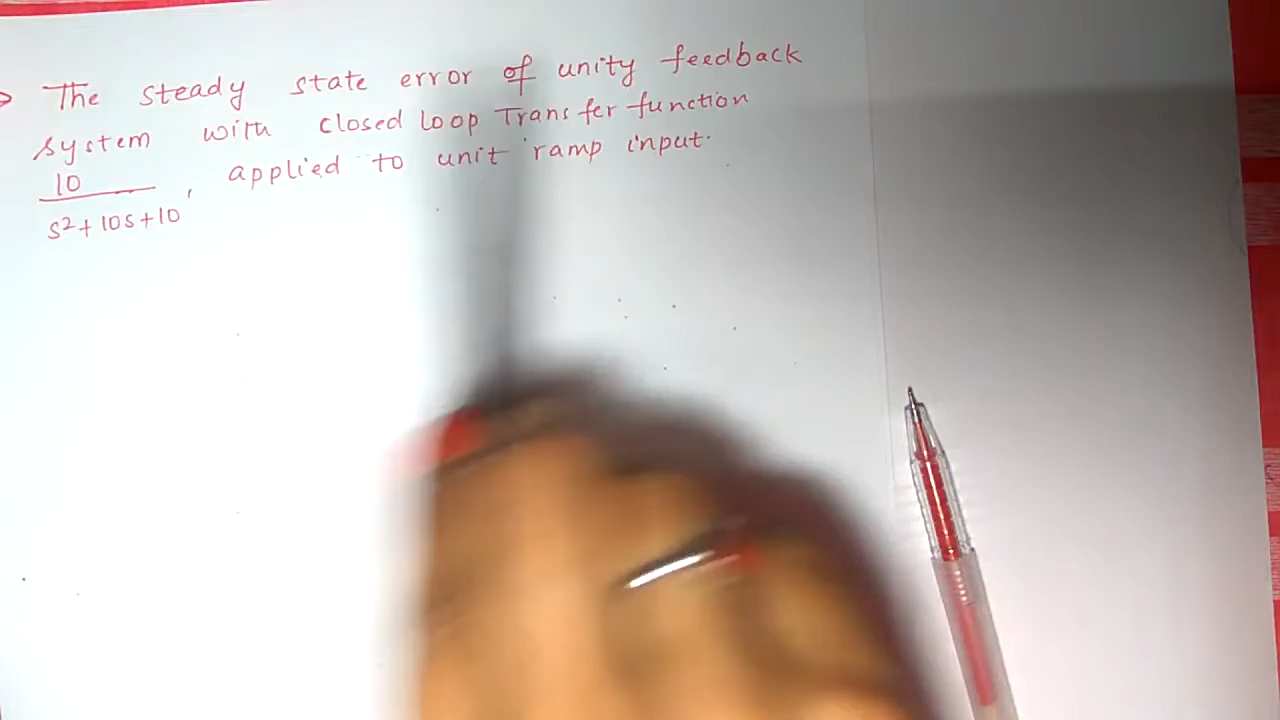 The steady state error of unity feedback
system with closed loop Transfer function
10
s²+10s+10, applied to unit ramp input.